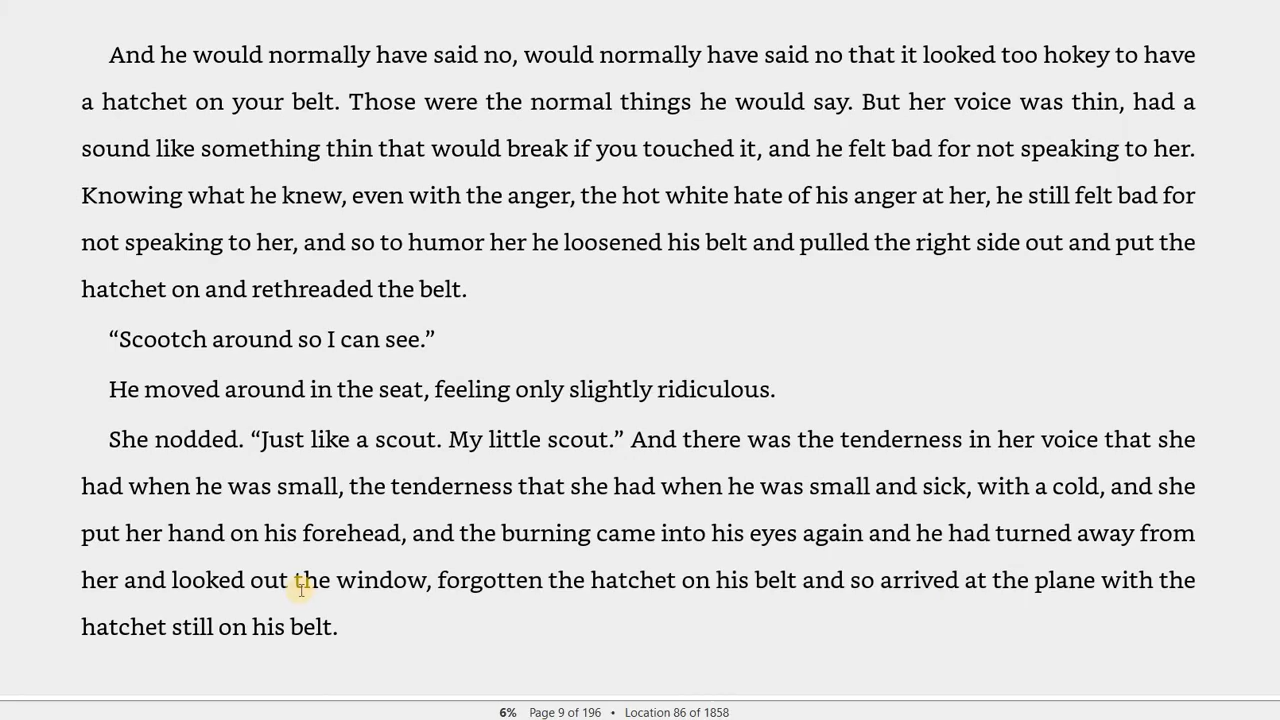 And he would normally have said no, would normally have said no that it looked too hokey to have
a hatchet on your belt. Those were the normal things he would say. But her voice was thin, had a
sound like something thin that would break if you touched it, and he felt bad for not speaking to her.
Knowing what he knew, even with the anger, the hot white hate of his anger at her, he still felt bad for
not speaking to her, and so to humor her he loosened his belt and pulled the right side out and put the
hatchet on and rethreaded the belt.
“Scootch around so I can see.”
He moved around in the seat, feeling only slightly ridiculous.
She nodded. “Just like a scout. My little scout.” And there was the tenderness in her voice that she
had when he was small, the tenderness that she had when he was small and sick, with a cold, and she
put her hand on his forehead, and the burning came into his eyes again and he had turned away from
her and looked out the window, forgotten the hatchet on his belt and so arrived at the plane with the
hatchet still on his belt.
6% Page 9 of 196 • Location 86 of 1858